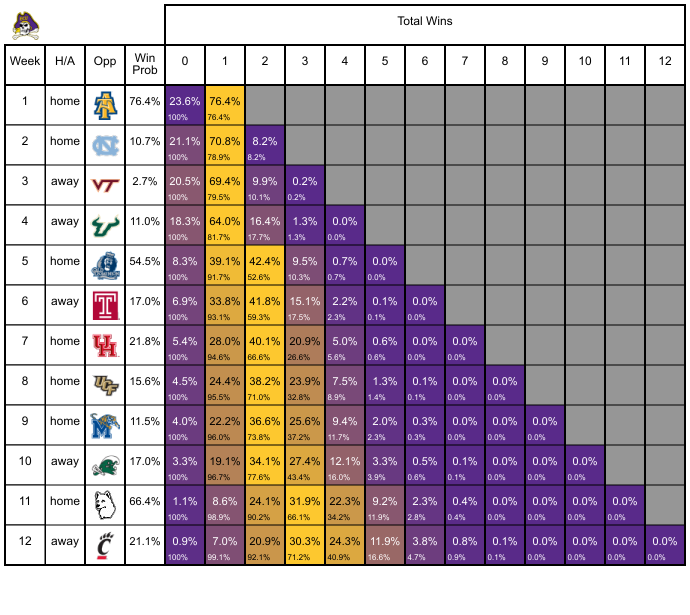 Total Wins
Week H/A Opp Win Prob 0 1 2 3 4 5 6 7 8 9 10 11 12
1 home 76.4% 23.6% 76.4%
100% 76.4%
2 home 10.7% 21.1% 70.8% 8.2%
100% 78.9% 8.2%
3 away VT 2.7% 20.5% 69.4% 9.9% 0.2%
100% 79.5% 10.1% 0.2%
4 away 11.0% 18.3% 64.0% 16.4% 1.3% 0.0%
100% 81.7% 17.7% 1.3% 0.0%
5 home 54.5% 8.3% 39.1% 42.4% 9.5% 0.7% 0.0%
100% 91.7% 52.6% 10.3% 0.7% 0.0%
6 away T 17.0% 6.9% 33.8% 41.8% 15.1% 2.2% 0.1% 0.0%
100% 93.1% 59.3% 17.5% 2.3% 0.1% 0.0%
7 home UH 21.8% 5.4% 28.0% 40.1% 20.9% 5.0% 0.6% 0.0% 0.0%
100% 94.6% 66.6% 26.6% 5.6% 0.6% 0.0% 0.0%
8 home UCF 15.6% 4.5% 24.4% 38.2% 23.9% 7.5% 1.3% 0.1% 0.0% 0.0%
100% 95.5% 71.0% 32.8% 8.9% 1.4% 0.1% 0.0% 0.0%
9 home M 11.5% 4.0% 22.2% 36.6% 25.6% 9.4% 2.0% 0.3% 0.0% 0.0% 0.0%
100% 96.0% 73.8% 37.2% 11.7% 2.3% 0.3% 0.0% 0.0% 0.0%
10 away 17.0% 3.3% 19.1% 34.1% 27.4% 12.1% 3.3% 0.5% 0.1% 0.0% 0.0% 0.0%
100% 96.7% 77.6% 43.4% 16.0% 3.9% 0.6% 0.1% 0.0% 0.0% 0.0%
11 home 66.4% 1.1% 8.6% 24.1% 31.9% 22.3% 9.2% 2.3% 0.4% 0.0% 0.0% 0.0% 0.0%
100% 98.9% 90.2% 66.1% 34.2% 11.9% 2.8% 0.4% 0.0% 0.0% 0.0% 0.0%
12 away C 21.1% 0.9% 7.0% 20.9% 30.3% 24.3% 11.9% 3.8% 0.8% 0.1% 0.0% 0.0% 0.0% 0.0%
100% 99.1% 92.1% 71.2% 40.9% 16.6% 4.7% 0.9% 0.1% 0.0% 0.0% 0.0% 0.0%